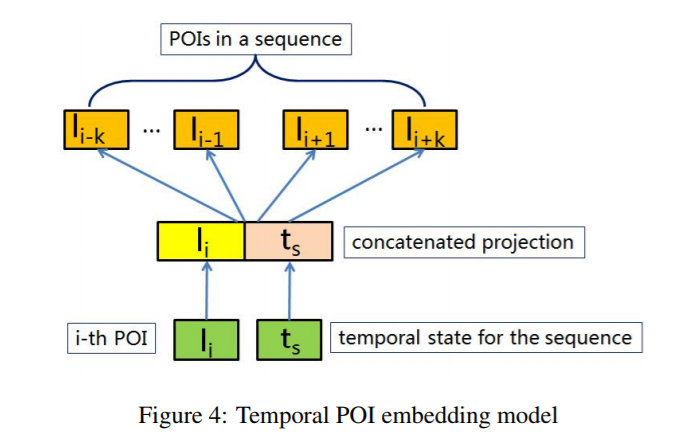 POIs in a sequence
l_{i-k} ... l_{i-1} l_{i+1} ... l_{i+k}
l_i t_s concatenated projection
i-th POI l_i t_s temporal state for the sequence
Figure 4: Temporal POI embedding model